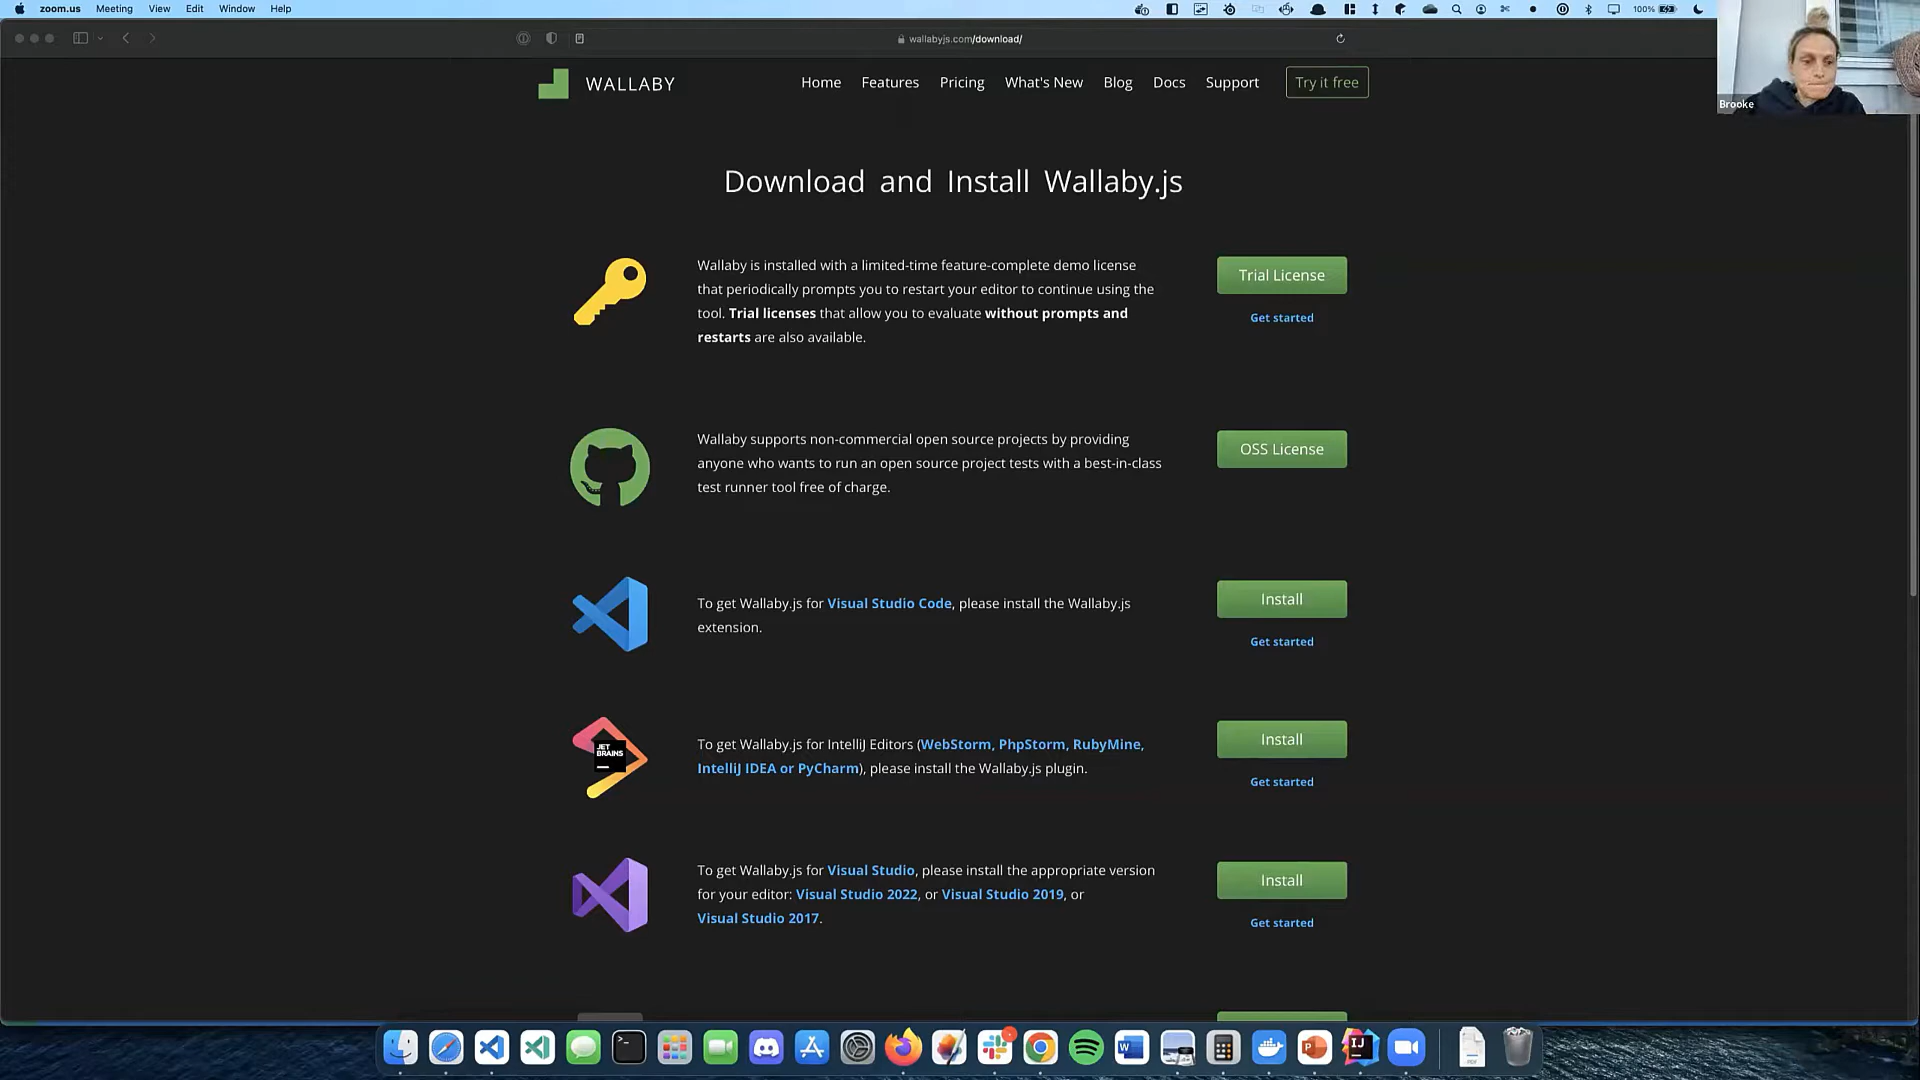 zoom.us Meeting View Edit Window Help
100%
wallabyjs.com/download/
WALLABY
Home Features Pricing What's New Blog Docs Support Try it free
Brooke
Download and Install Wallaby.js
Wallaby is installed with a limited-time feature-complete demo license
that periodically prompts you to restart your editor to continue using the
tool. Trial licenses that allow you to evaluate without prompts and
restarts are also available.
Trial License
Get started
Wallaby supports non-commercial open source projects by providing
anyone who wants to run an open source project tests with a best-in-class
test runner tool free of charge.
OSS License
To get Wallaby.js for Visual Studio Code, please install the Wallaby.js
extension.
Install
Get started
JET
BRAINS
To get Wallaby.js for IntelliJ Editors (WebStorm, PhpStorm, RubyMine,
IntelliJ IDEA or PyCharm), please install the Wallaby.js plugin.
Install
Get started
To get Wallaby.js for Visual Studio, please install the appropriate version
for your editor: Visual Studio 2022, or Visual Studio 2019, or
Visual Studio 2017.
Install
Get started
W
P
IJ
PDF